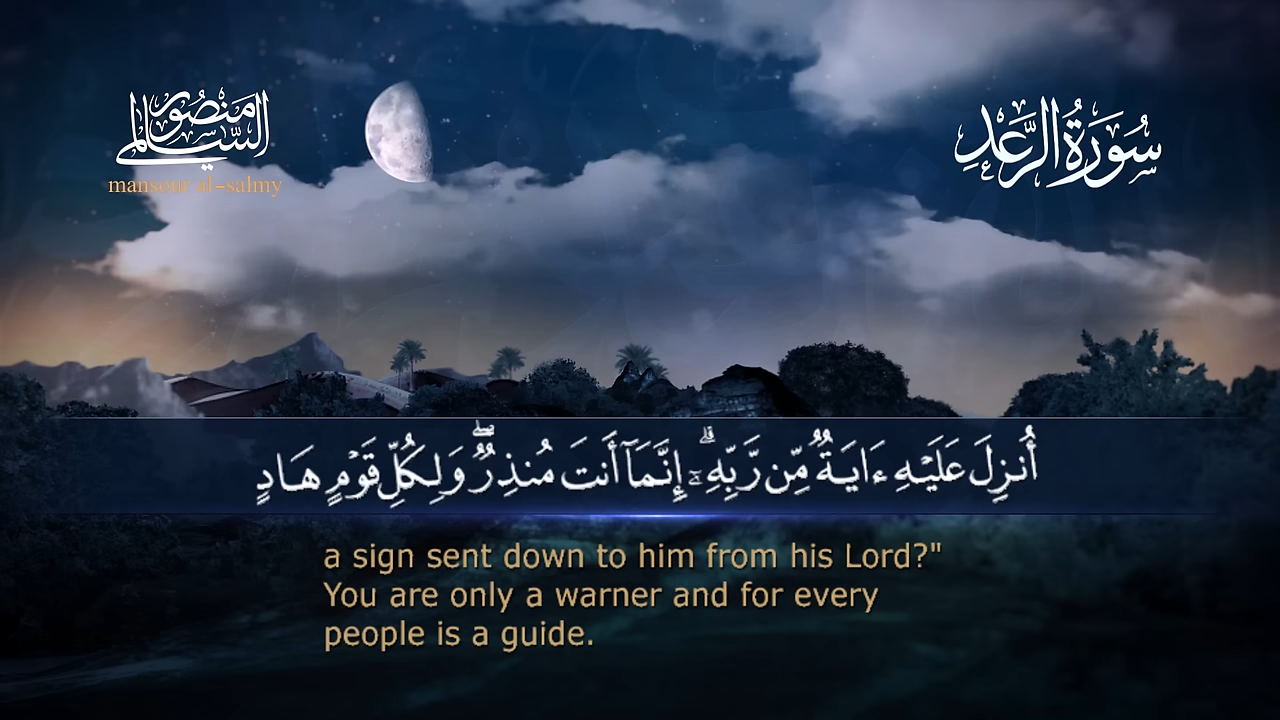 منصور السالمي
mansour al-salmy
سُورَةُ الرَّعْدِ
أُنزِلَ عَلَيْهِ ءَايَةٌ مِّن رَّبِّهِۦٓ ۗ إِنَّمَآ أَنتَ مُنذِرٌ ۖ وَلِكُلِّ قَوْمٍ هَادٍ
a sign sent down to him from his Lord?"
You are only a warner and for every
people is a guide.